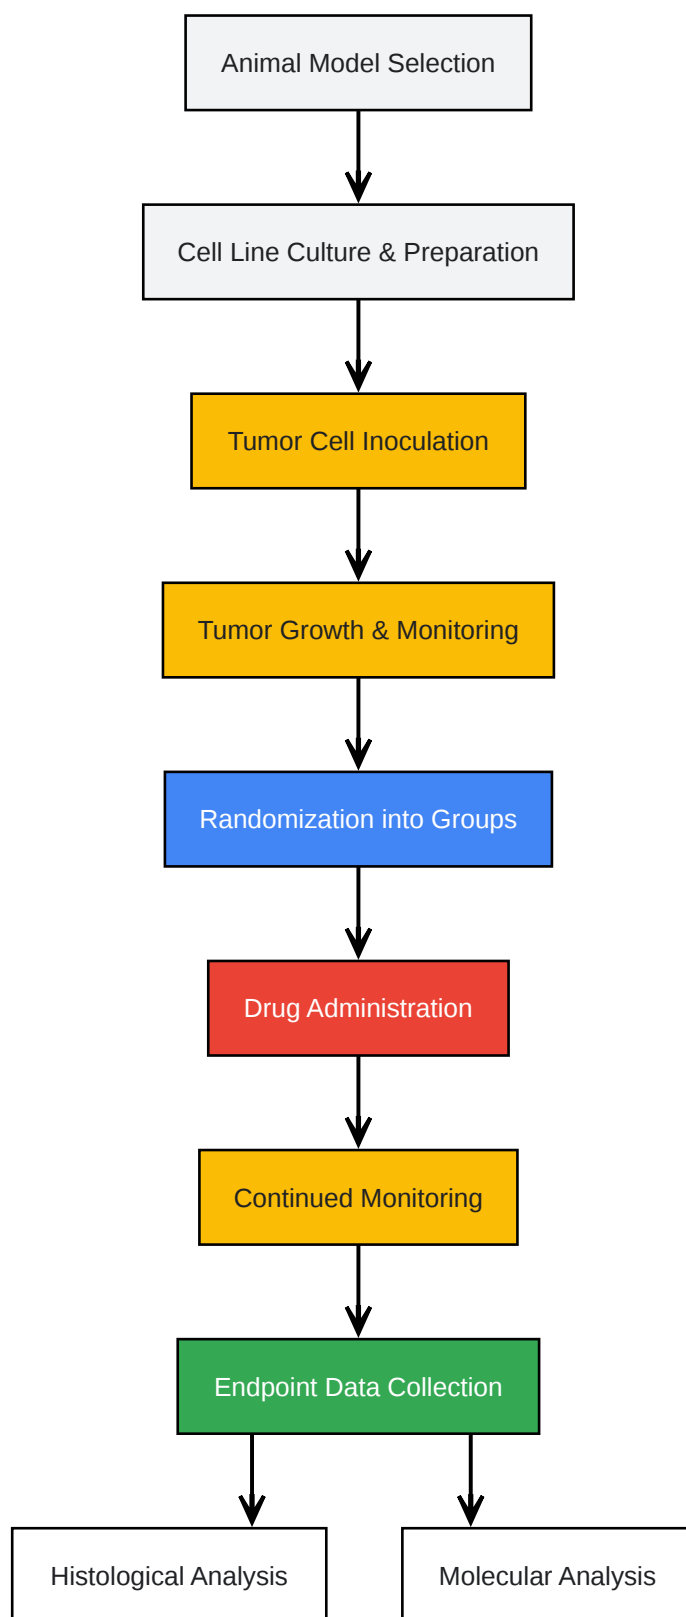 Animal Model Selection
Cell Line Culture & Preparation
Tumor Cell Inoculation
Tumor Growth & Monitoring
Randomization into Groups
Drug Administration
Continued Monitoring
Endpoint Data Collection
Histological Analysis
Molecular Analysis